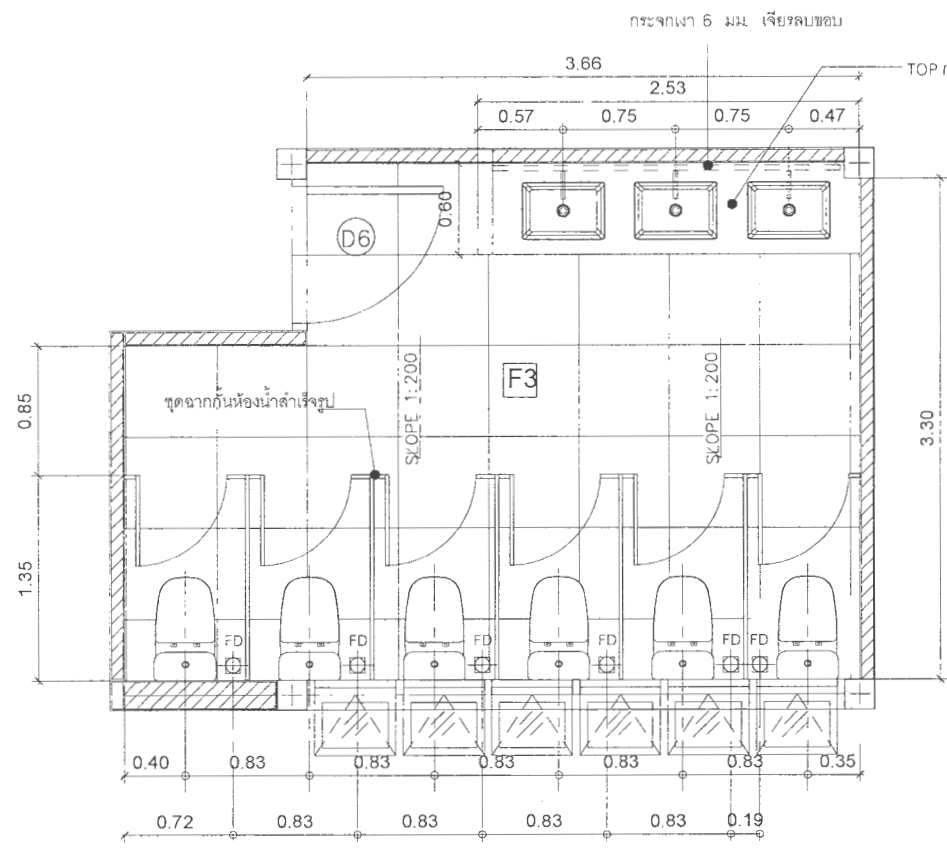 กระจกเงา 6 มม. เจียรลบขอบ
3.66
TOP
2.53
0.57 0.75 0.75 0.47
0.60
D6
F3
SLOPE 1:200
SLOPE 1:200
0.85
3.30
ชุดฉากกั้นห้องน้ำสำเร็จรูป
1.35
FD FD FD FD FD FD
0.40 0.83 0.83 0.83 0.83 0.83 0.35
0.72 0.83 0.83 0.83 0.83 0.19